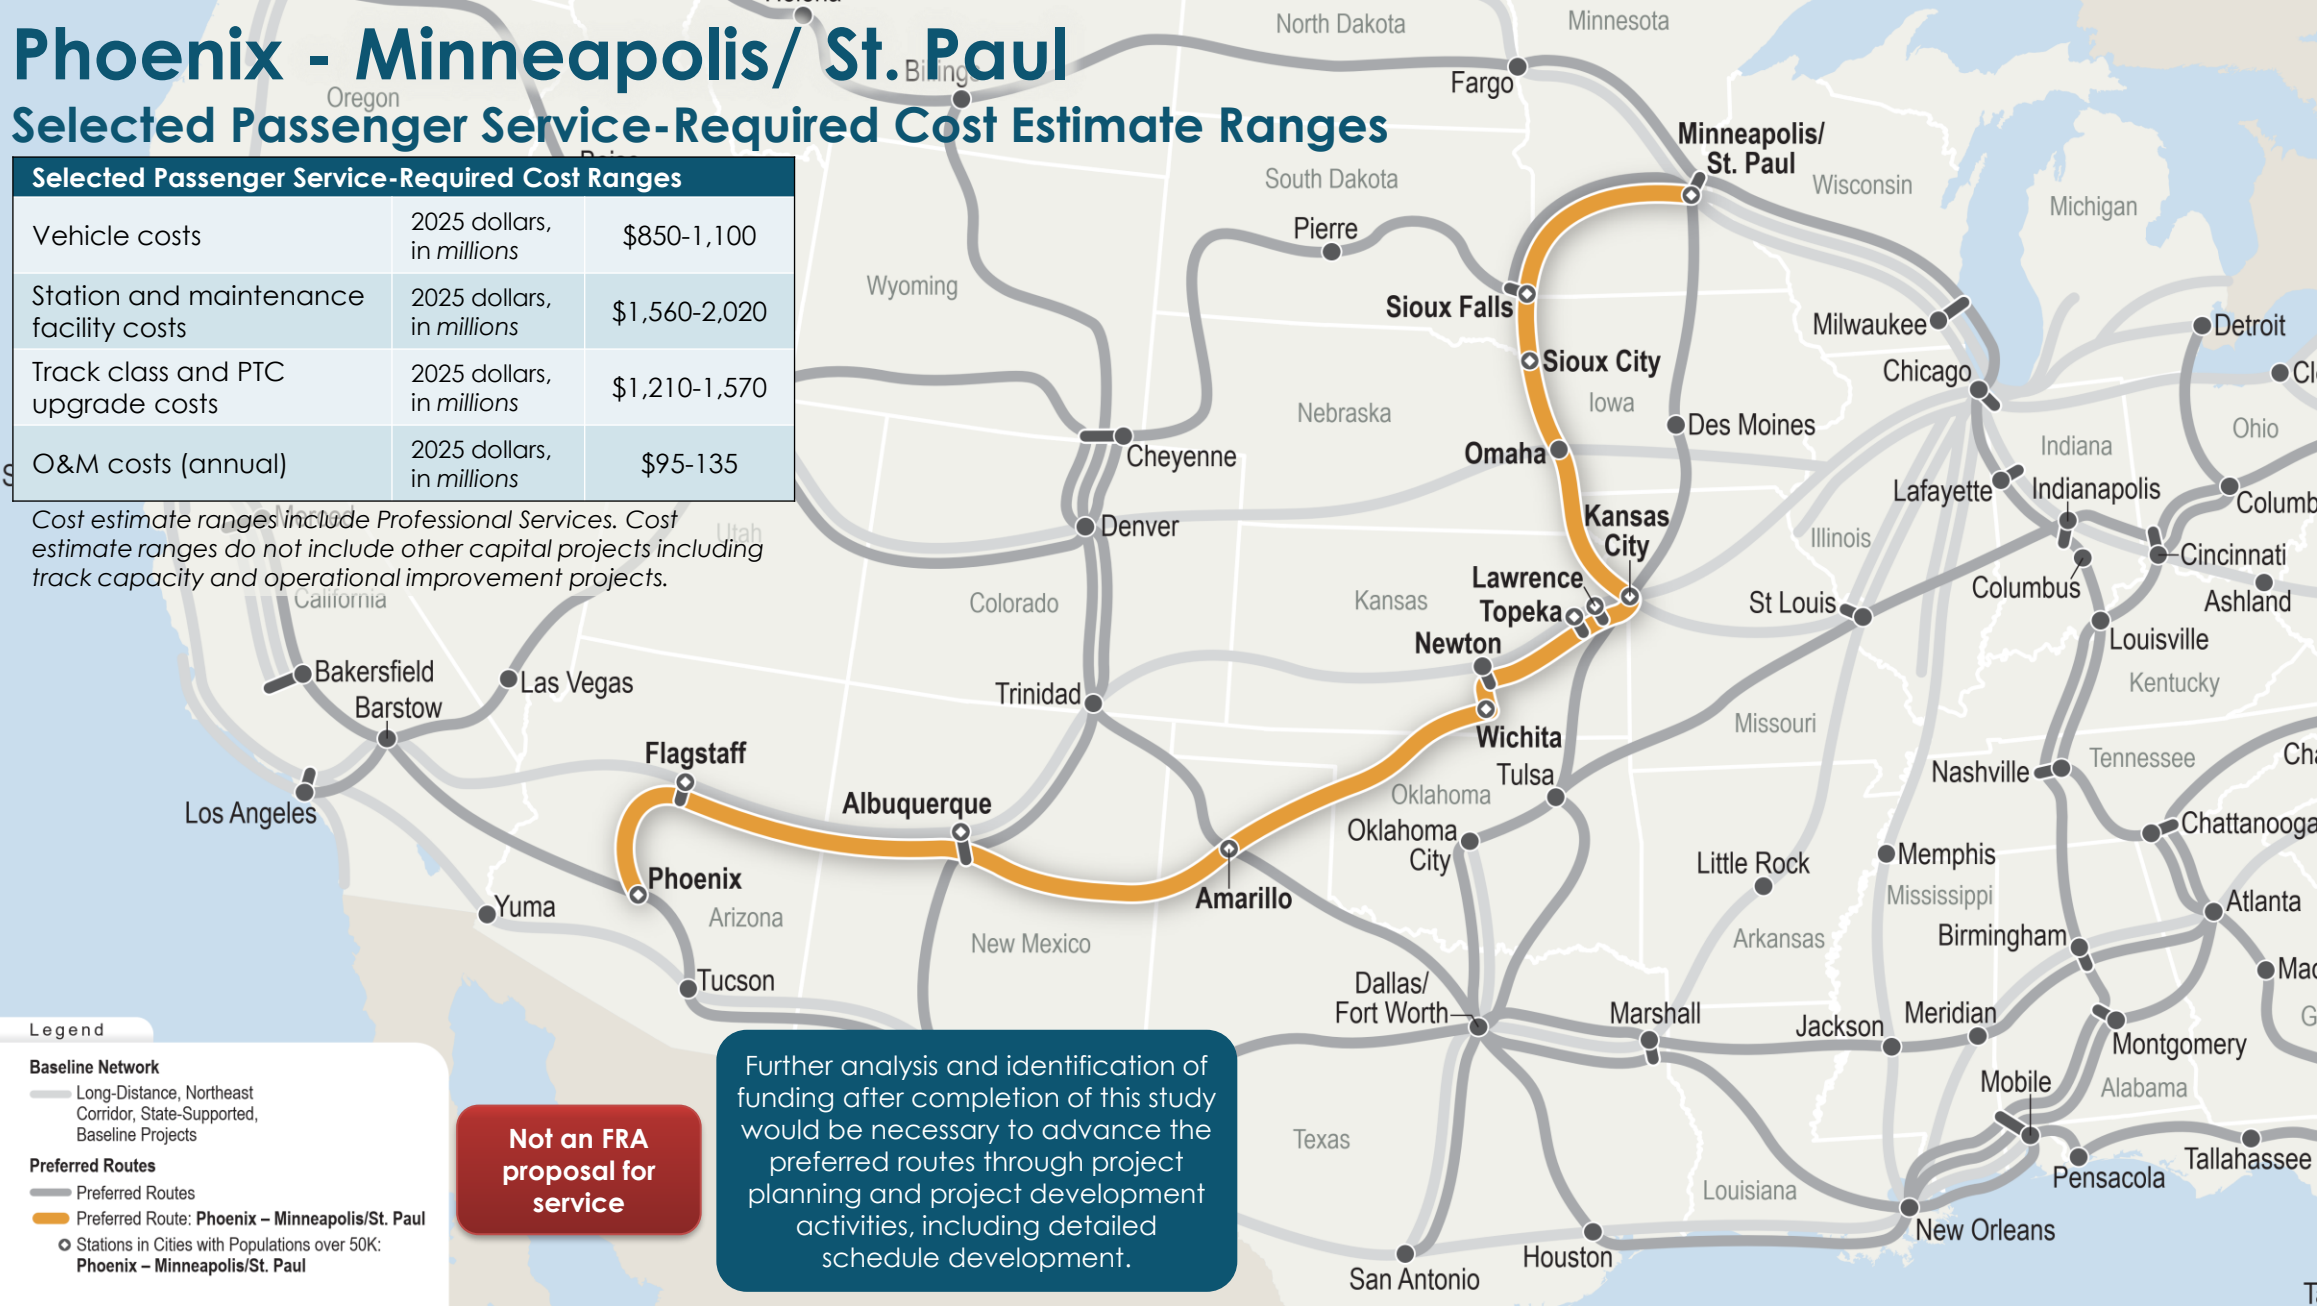 Phoenix - Minneapolis/ St. Paul
Selected Passenger Service-Required Cost Estimate Ranges
Selected Passenger Service-Required Cost Ranges
Vehicle costs
2025 dollars,
in millions
$850-1,100
Station and maintenance
facility costs
2025 dollars,
in millions
$1,560-2,020
Track class and PTC
upgrade costs
2025 dollars,
in millions
$1,210-1,570
O&M costs (annual)
2025 dollars,
in millions
$95-135
Cost estimate ranges include Professional Services. Cost
estimate ranges do not include other capital projects including
track capacity and operational improvement projects.
Oregon
Billings
North Dakota
Minnesota
Fargo
Minneapolis/
St. Paul
South Dakota
Wisconsin
Michigan
Pierre
Wyoming
Sioux Falls
Milwaukee
Detroit
Sioux City
Chicago
Nebraska
Iowa
Des Moines
Ohio
Indiana
Cheyenne
Omaha
Lafayette
Indianapolis
Columb
Merced
Utah
Denver
Kansas
City
Illinois
Cincinnati
California
Colorado
Kansas
Lawrence
Topeka
St Louis
Columbus
Ashland
Newton
Louisville
Bakersfield
Las Vegas
Barstow
Trinidad
Kentucky
Missouri
Wichita
Flagstaff
Tulsa
Nashville
Tennessee
Los Angeles
Albuquerque
Oklahoma
Oklahoma
City
Chattanooga
Memphis
Little Rock
Phoenix
Amarillo
Mississippi
Atlanta
Yuma
Arizona
New Mexico
Arkansas
Birmingham
Tucson
Dallas/
Fort Worth
Marshall
Jackson
Meridian
Montgomery
Mobile
Alabama
Texas
Louisiana
Pensacola
Tallahassee
New Orleans
Houston
San Antonio
Legend
Baseline Network
Long-Distance, Northeast
Corridor, State-Supported,
Baseline Projects
Preferred Routes
Preferred Routes
Preferred Route: Phoenix – Minneapolis/St. Paul
Stations in Cities with Populations over 50K:
Phoenix – Minneapolis/St. Paul
Not an FRA
proposal for
service
Further analysis and identification of
funding after completion of this study
would be necessary to advance the
preferred routes through project
planning and project development
activities, including detailed
schedule development.